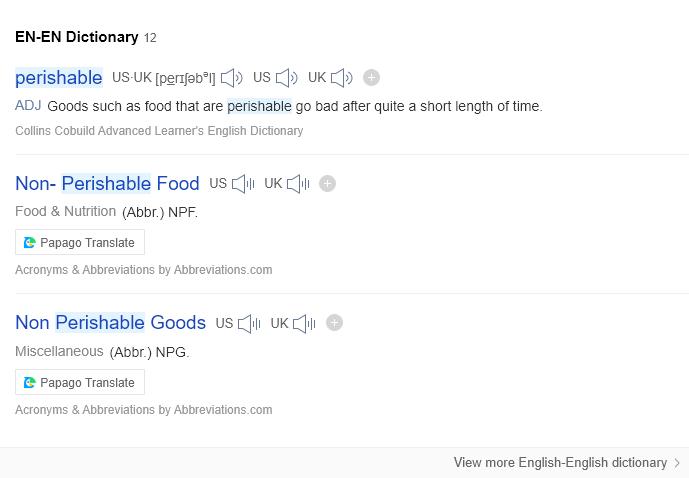 EN-EN Dictionary 12
perishable US·UK [perɪʃəbᵊl] US UK
ADJ Goods such as food that are perishable go bad after quite a short length of time.
Collins Cobuild Advanced Learner's English Dictionary
Non- Perishable Food US UK
Food & Nutrition (Abbr.) NPF.
Papago Translate
Acronyms & Abbreviations by Abbreviations.com
Non Perishable Goods US UK
Miscellaneous (Abbr.) NPG.
Papago Translate
Acronyms & Abbreviations by Abbreviations.com
View more English-English dictionary